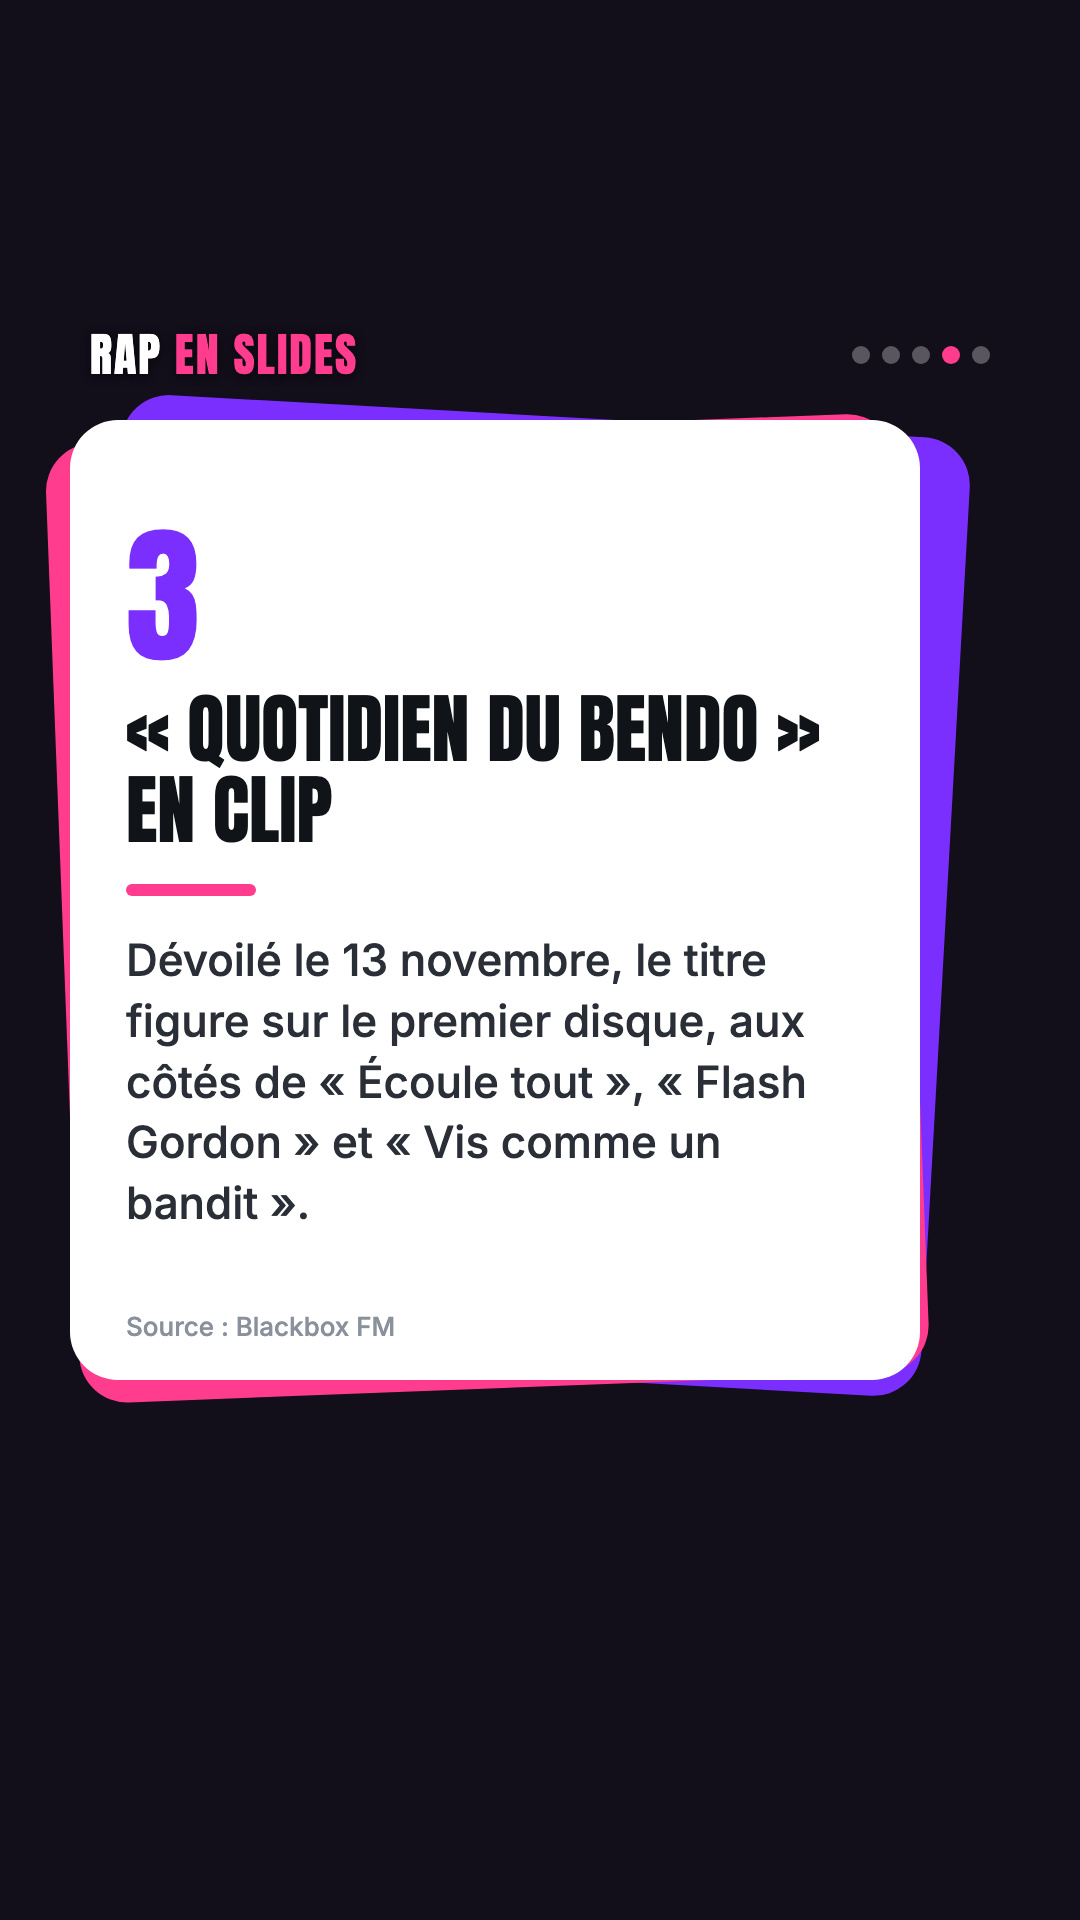 RAP EN SLIDES
3
« QUOTIDIEN DU BENDO »
EN CLIP
Dévoilé le 13 novembre, le titre
figure sur le premier disque, aux
côtés de « Écoule tout », « Flash
Gordon » et « Vis comme un
bandit ».
Source : Blackbox FM